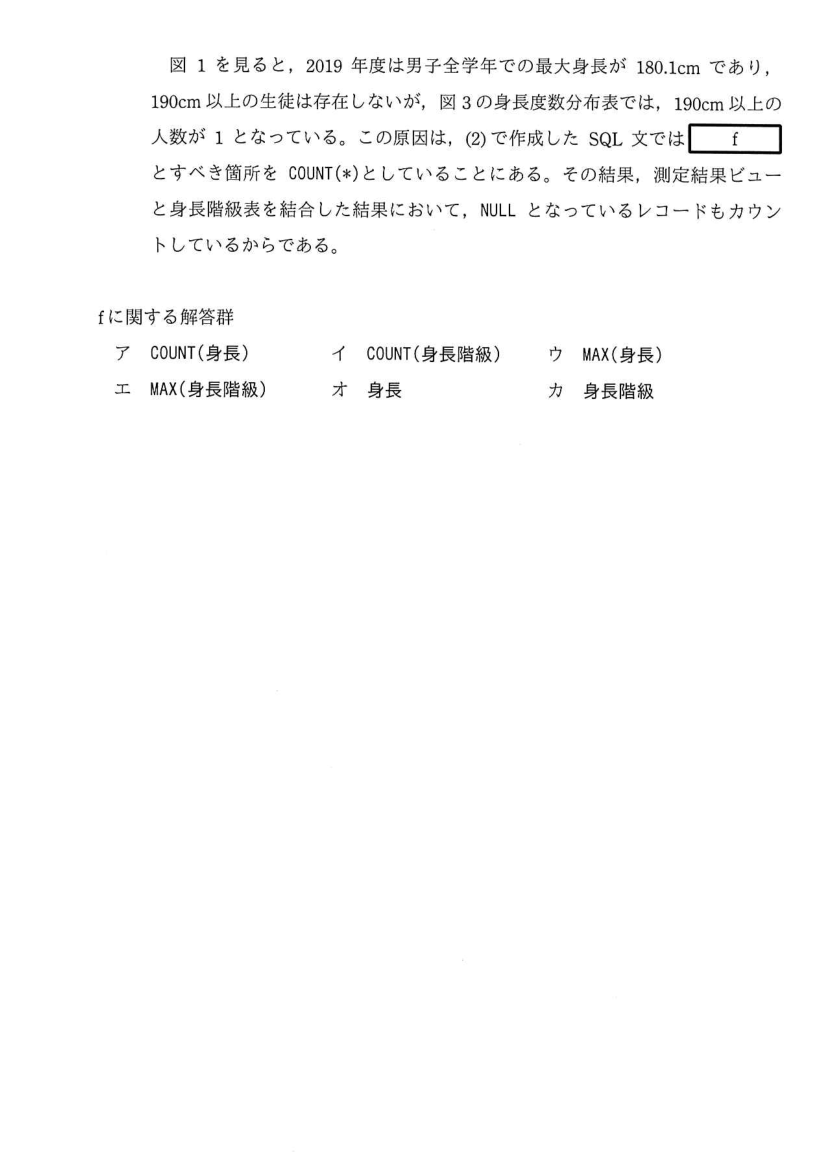 図 1 を見ると，2019 年度は男子全学年での最大身長が 180.1cm であり，
190cm 以上の生徒は存在しないが，図 3 の身長度数分布表では，190cm 以上の
人数が 1 となっている。この原因は，(2)で作成した SQL 文では f
とすべき箇所を COUNT(*)としていることにある。その結果，測定結果ビュー
と身長階級表を結合した結果において，NULL となっているレコードもカウン
トしているからである。
fに関する解答群
ア COUNT(身長) イ COUNT(身長階級) ウ MAX(身長)
エ MAX(身長階級) オ 身長 カ 身長階級